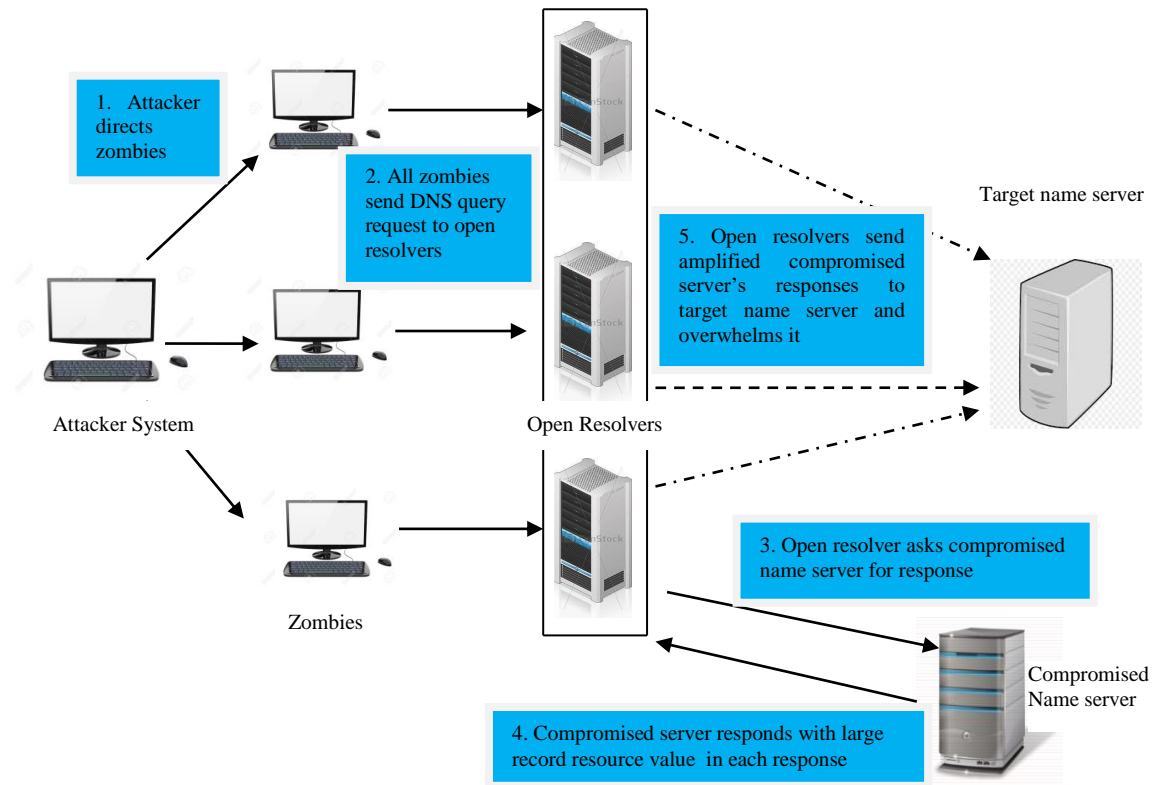 1. Attacker
directs
zombies
2. All zombies
send DNS query
request to open
resolvers
Target name server
5. Open resolvers send
amplified compromised
server's responses to
target name server and
overwhelms it
Attacker System
Open Resolvers
3. Open resolver asks compromised
name server for response
Zombies
Compromised
Name server
4. Compromised server responds with large
record resource value in each response